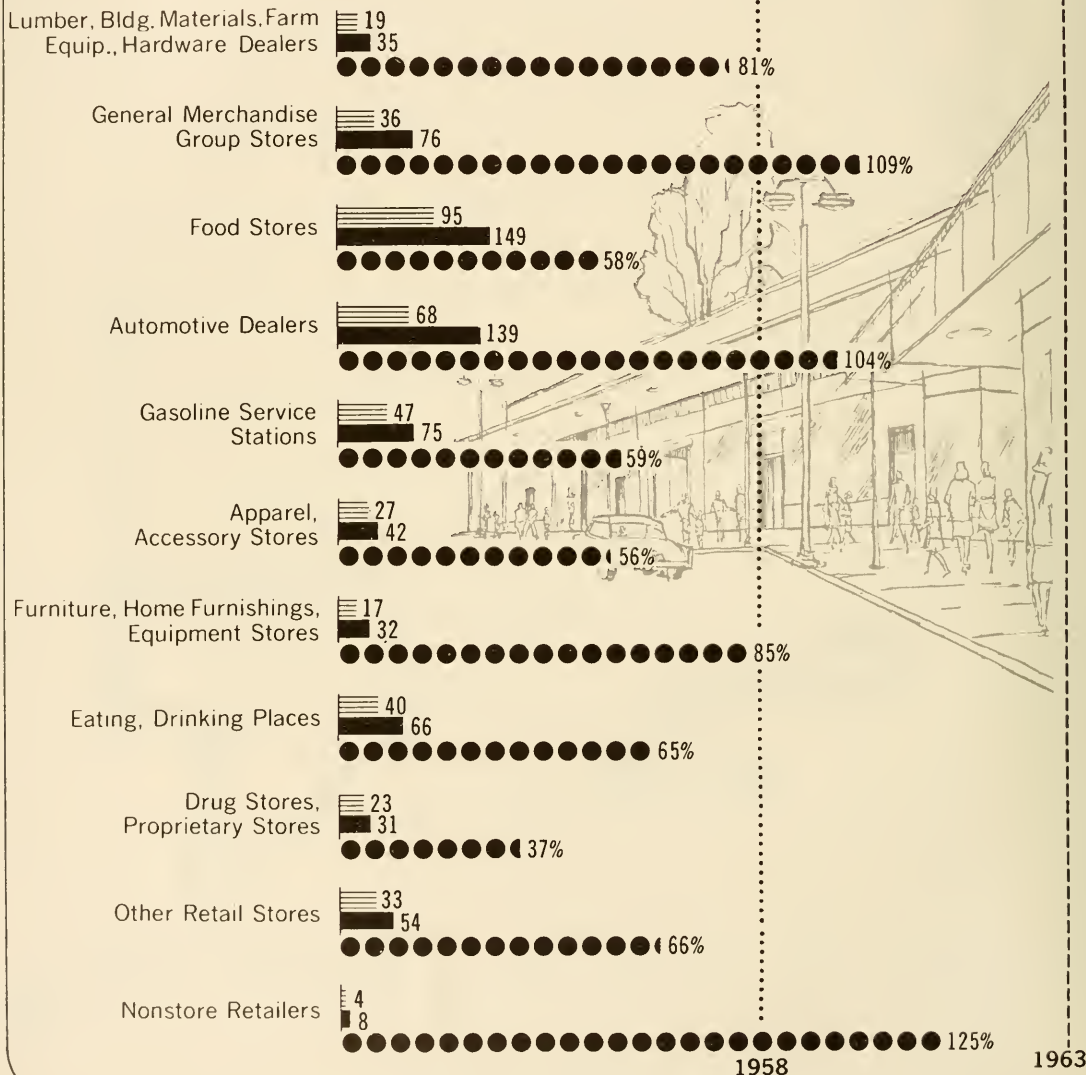 Lumber, Bldg. Materials, Farm
Equip., Hardware Dealers
19
35
81%
General Merchandise
Group Stores
36
76
109%
Food Stores
95
149
58%
Automotive Dealers
68
139
104%
Gasoline Service
Stations
47
75
59%
Apparel,
Accessory Stores
27
42
56%
Furniture, Home Furnishings,
Equipment Stores
17
32
85%
Eating, Drinking Places
40
66
65%
Drug Stores,
Proprietary Stores
23
31
37%
Other Retail Stores
33
54
66%
Nonstore Retailers
4
8
125%
1958
1963